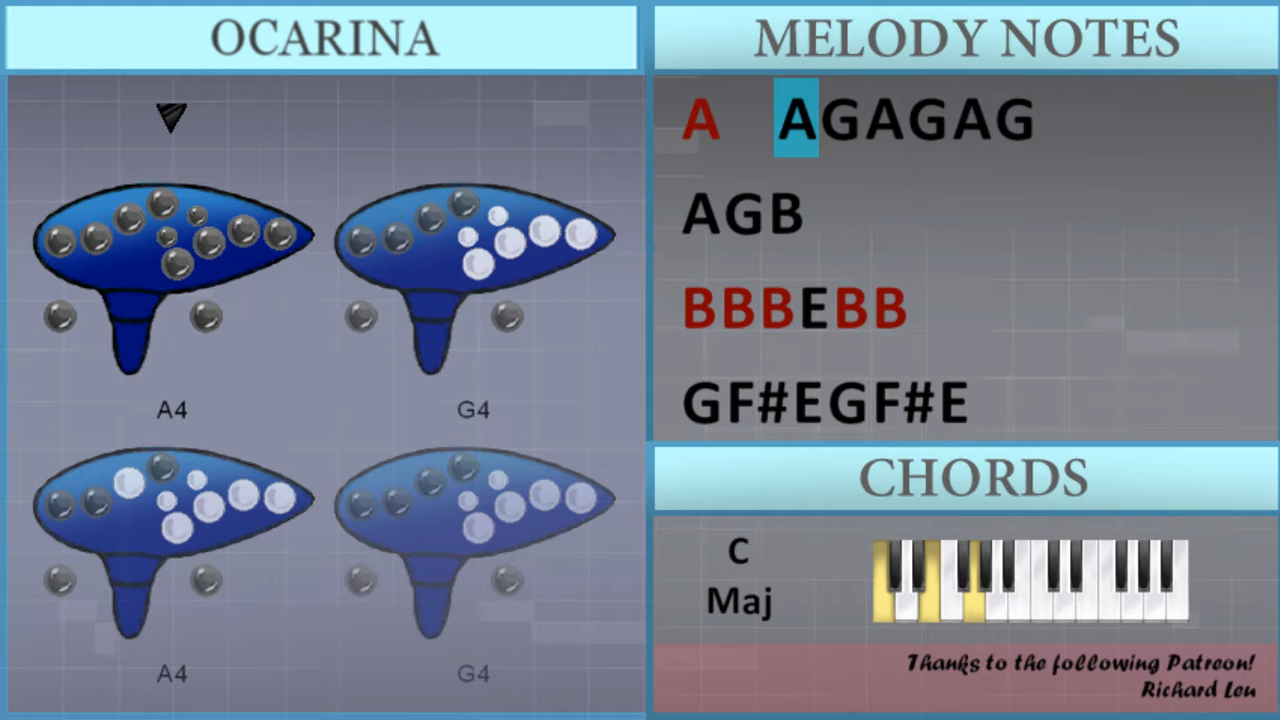 OCARINA
A4 G4
A4 G4
MELODY NOTES
A AGAGAG
AGB
BBBEBB
GF#EGF#E
CHORDS
C
Maj
Thanks to the following Patreon!
Richard Leu